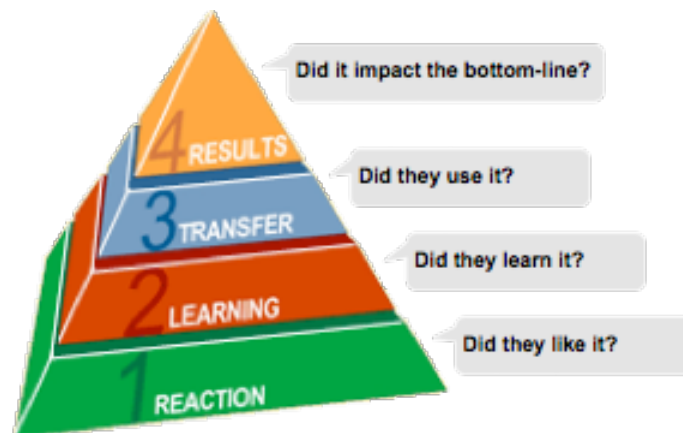 Did it impact the bottom-line?
4 RESULTS
Did they use it?
3 TRANSFER
Did they learn it?
2 LEARNING
Did they like it?
1 REACTION